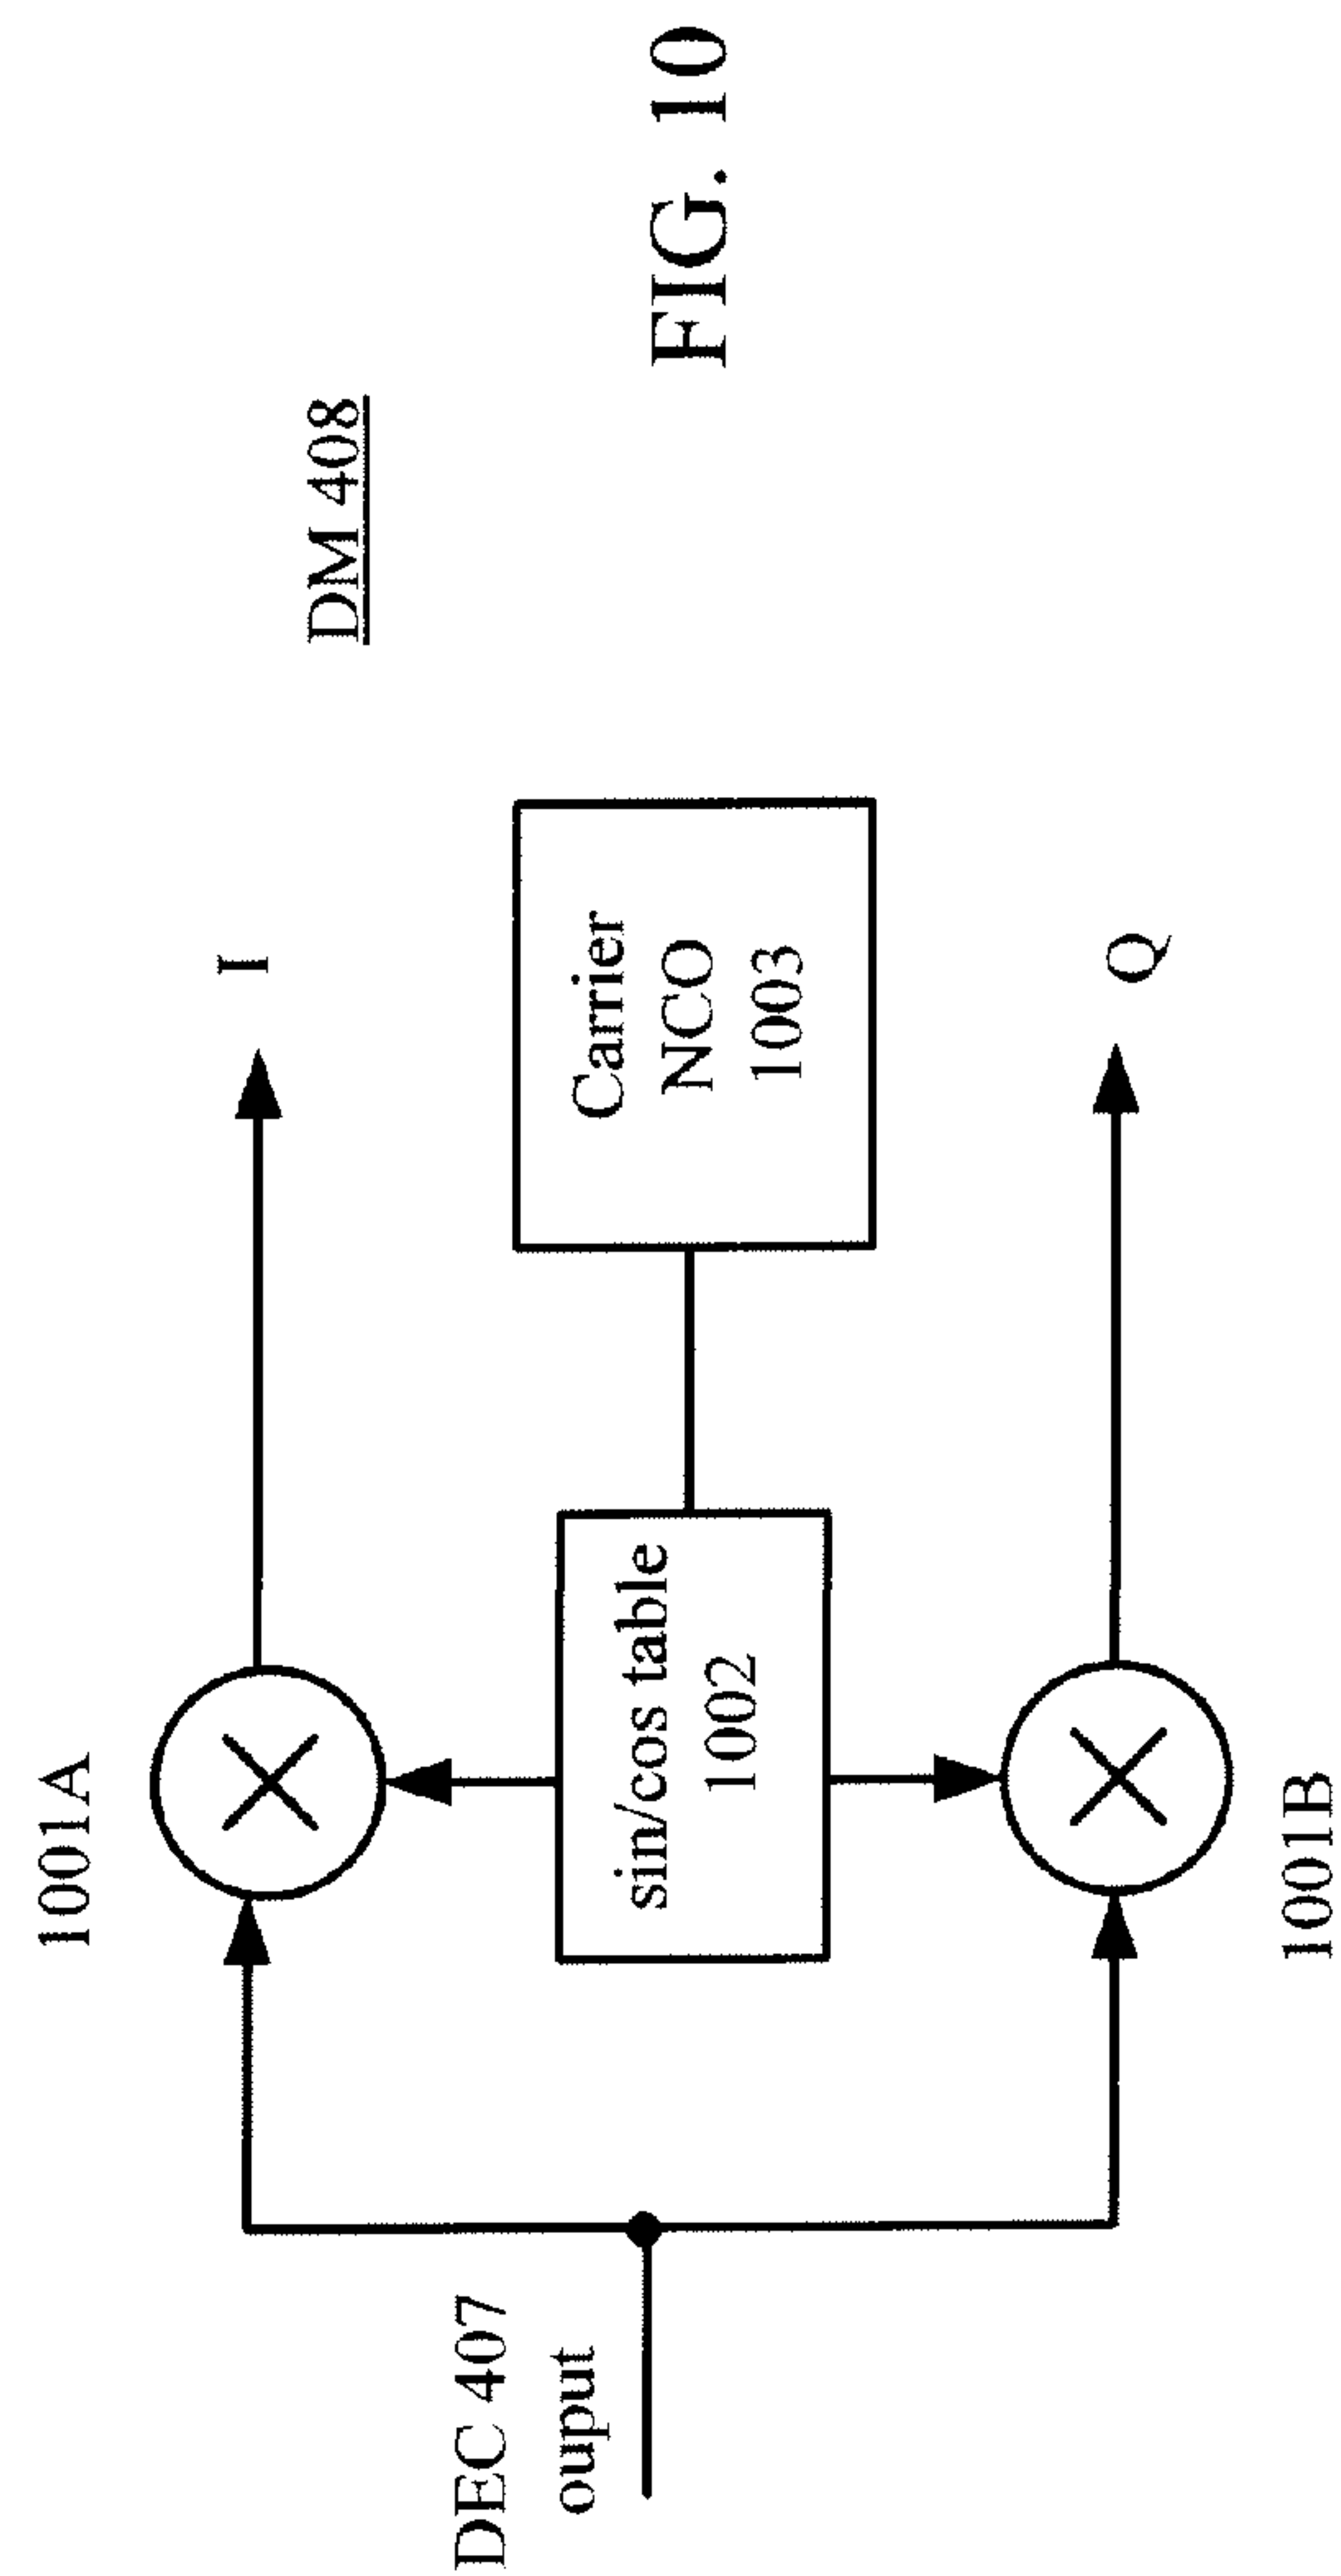 1001A
I
DM 408
DEC 407
ouput
sin/cos table
1002
Carrier
NCO
1003
FIG. 10
Q
1001B